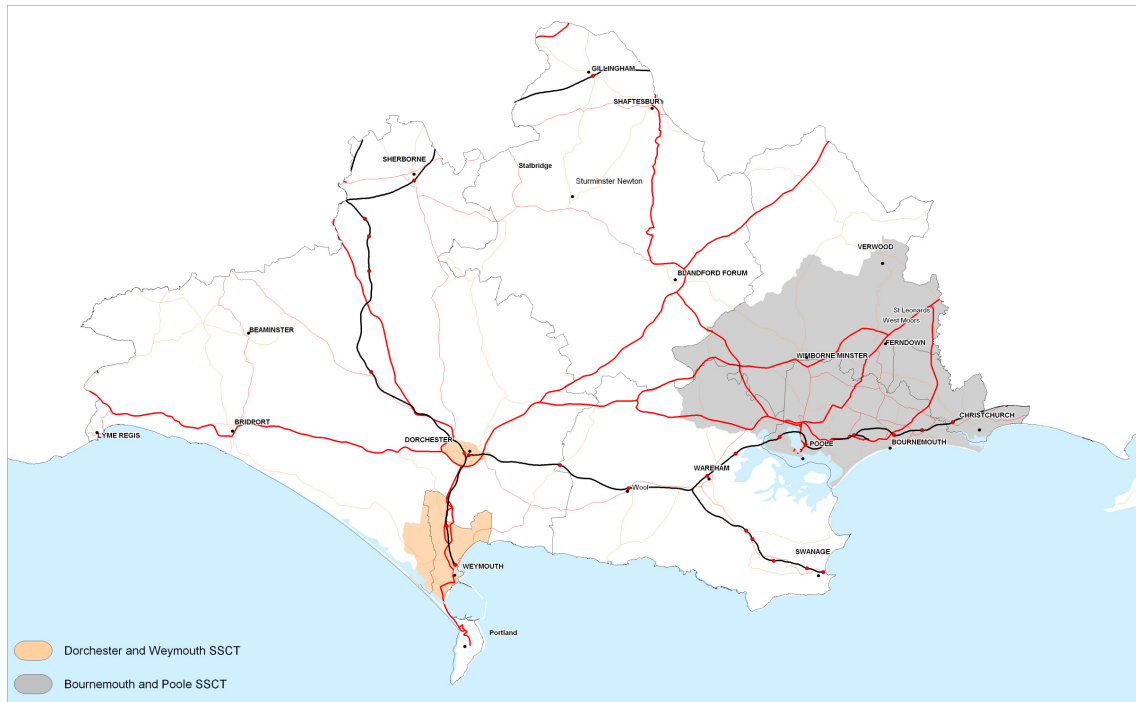 GILLINGHAM
SHAFTESBURY
SHERBORNE
Stalbridge
Sturminster Newton
VERWOOD
BLANDFORD FORUM
St Leonards
West Moors
BEAMINSTER
FERNDOWN
WIMBORNE MINSTER
CHRISTCHURCH
BRIDPORT
LYME REGIS
DORCHESTER
POOLE
BOURNEMOUTH
WAREHAM
Wool
SWANAGE
WEYMOUTH
Portland
Dorchester and Weymouth SSCT
Bournemouth and Poole SSCT